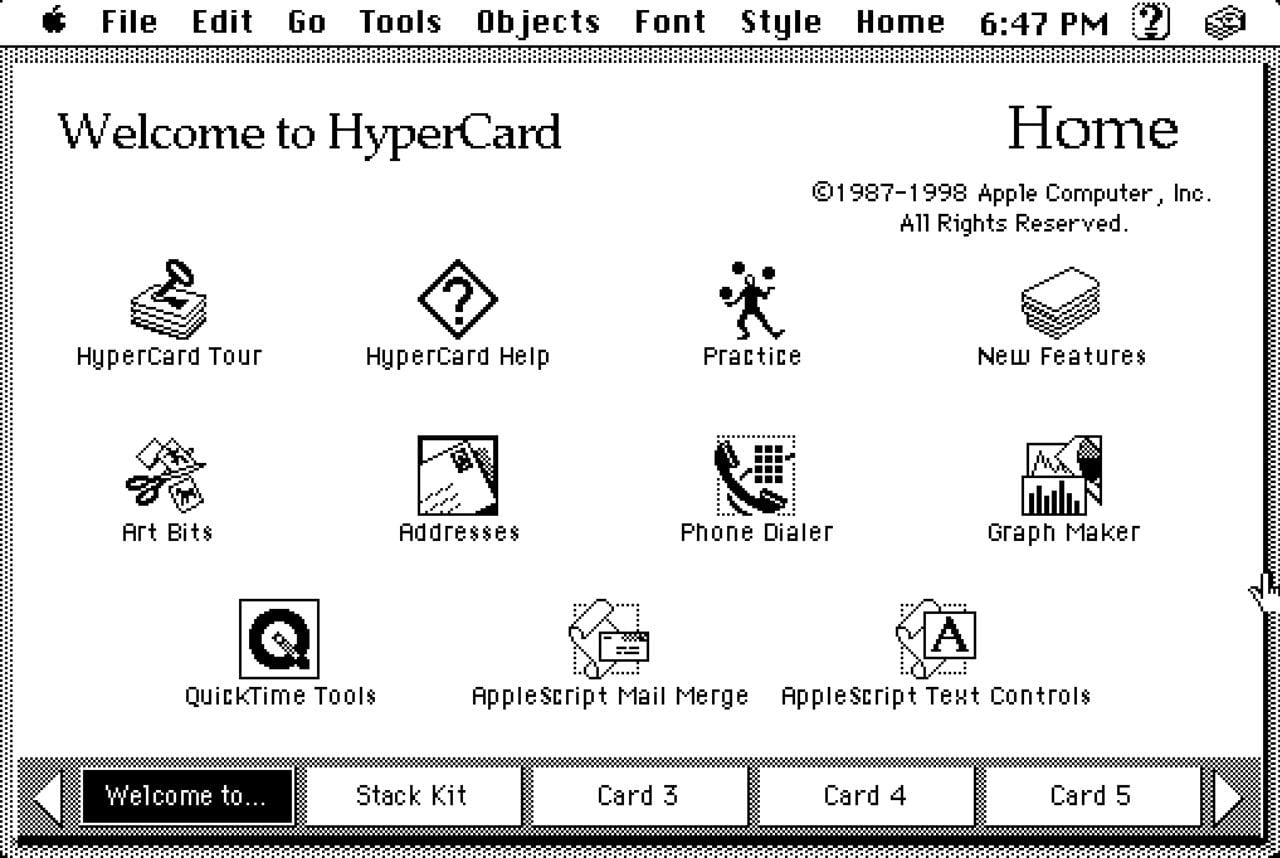 File Edit Go Tools Objects Font Style Home 6:47 PM ?
Welcome to HyperCard
Home
©1987-1998 Apple Computer, Inc.
All Rights Reserved.
?
HyperCard Tour HyperCard Help Practice New Features
Art Bits Addresses Phone Dialer Graph Maker
A
QuickTime Tools AppleScript Mail Merge AppleScript Text Controls
Welcome to... Stack Kit Card 3 Card 4 Card 5